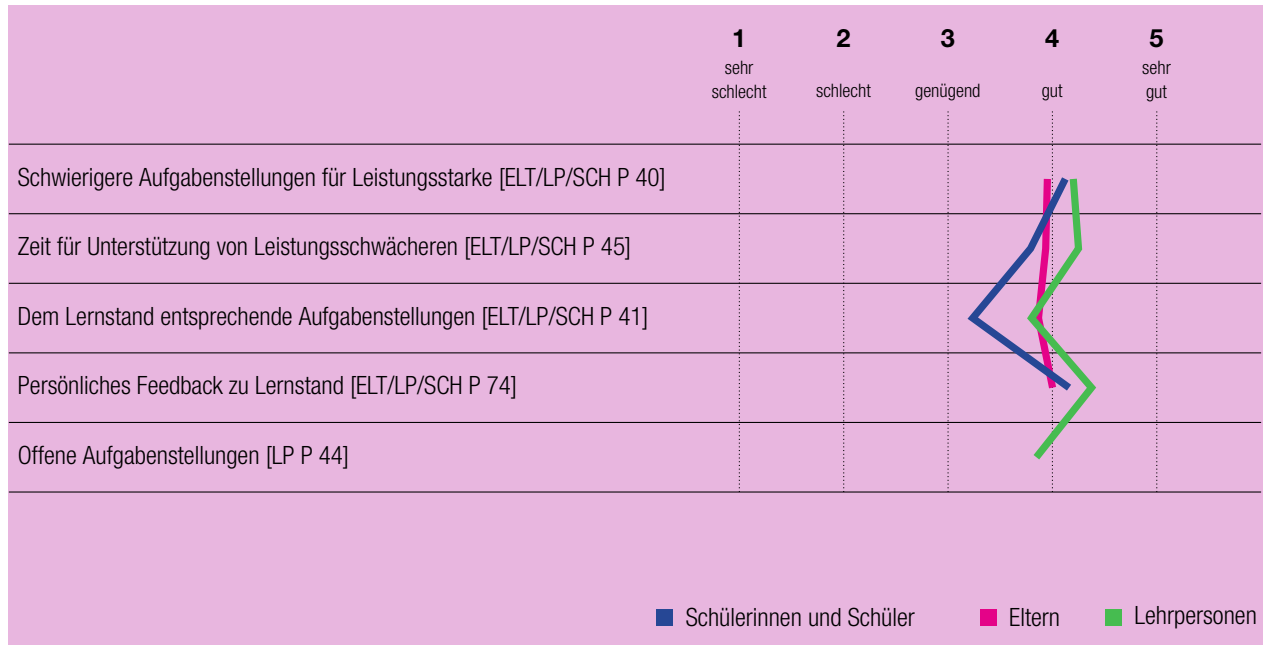 1 2 3 4 5
sehr schlecht schlecht genügend gut sehr gut
Schwierigere Aufgabenstellungen für Leistungsstarke [ELT/LP/SCH P 40]
Zeit für Unterstützung von Leistungsschwächeren [ELT/LP/SCH P 45]
Dem Lernstand entsprechende Aufgabenstellungen [ELT/LP/SCH P 41]
Persönliches Feedback zu Lernstand [ELT/LP/SCH P 74]
Offene Aufgabenstellungen [LP P 44]
Schülerinnen und Schüler Eltern Lehrpersonen